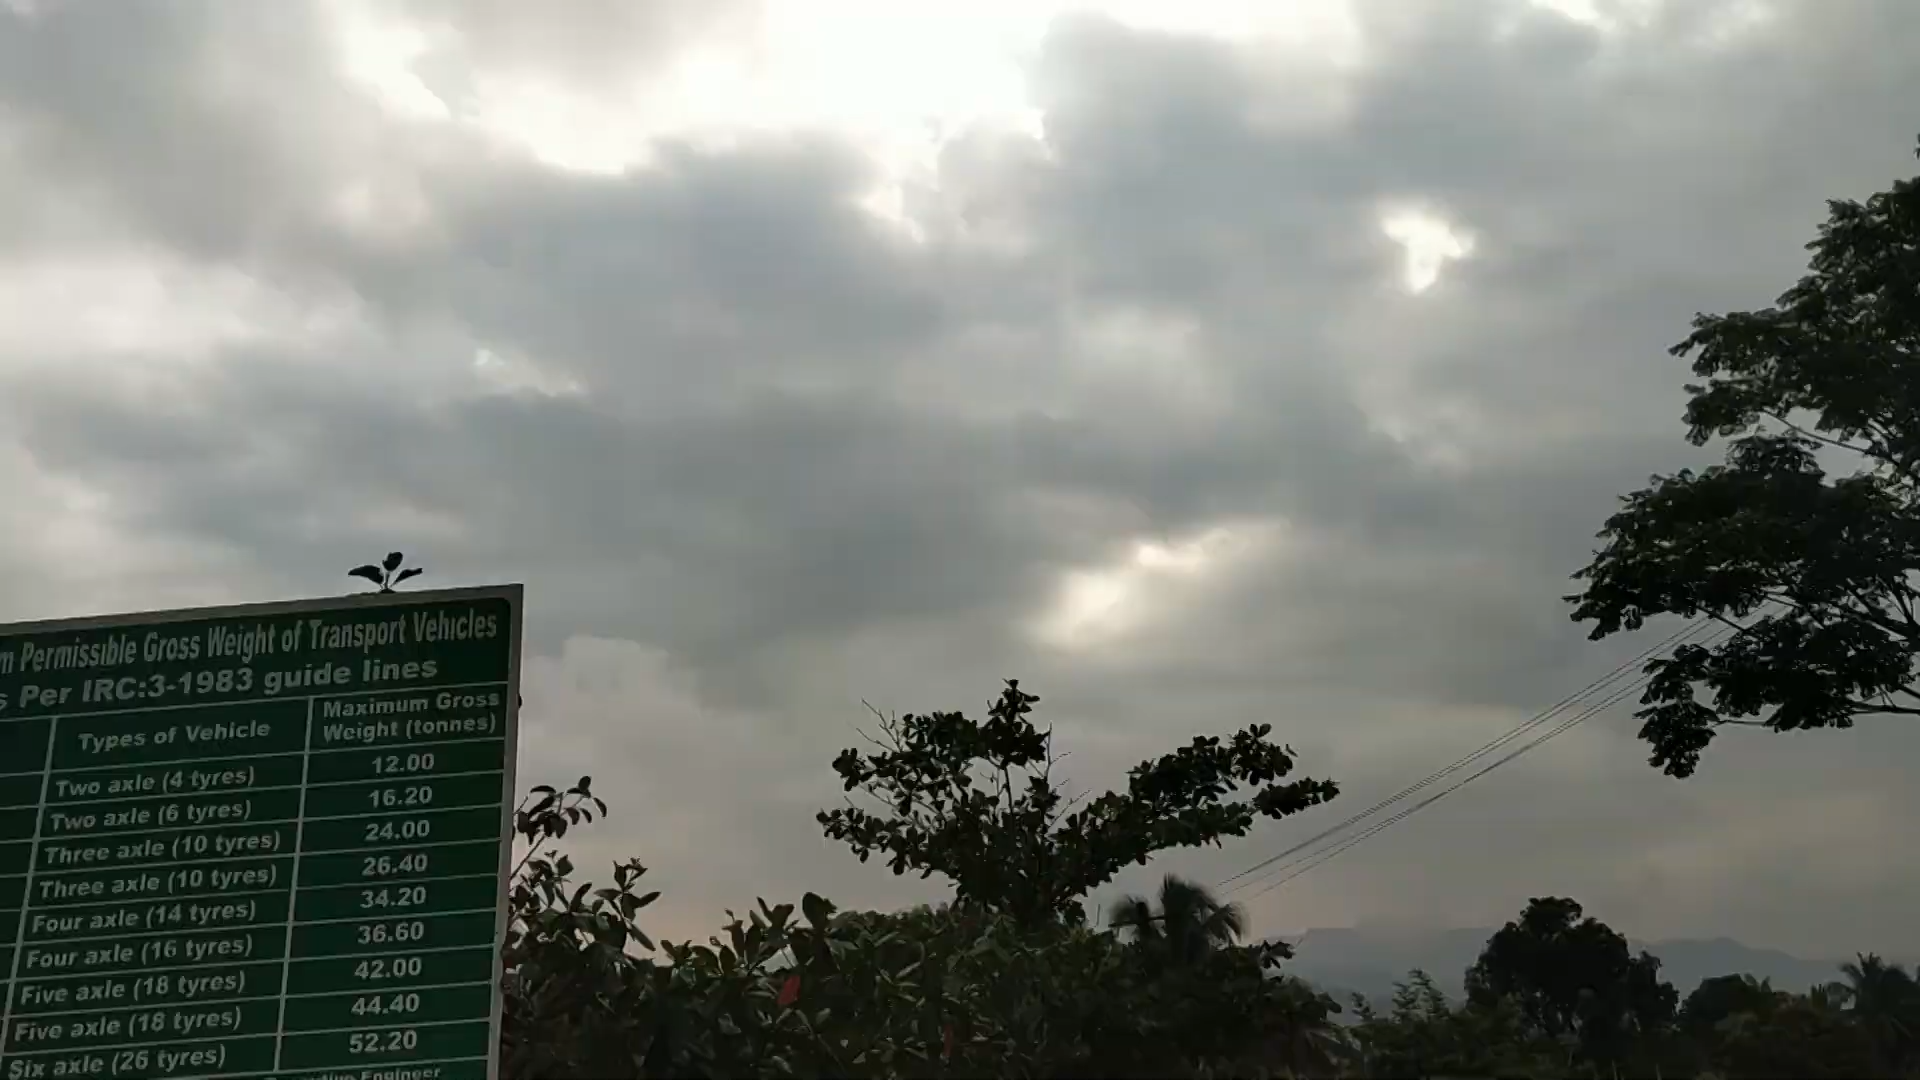 Permissible Gross Weight of Transport Vehicles
Per IRC:3-1983 guide lines
Types of Vehicle Maximum Gross Weight (tonnes)
Two axle (4 tyres) 12.00
Two axle (6 tyres) 16.20
Three axle (10 tyres) 24.00
Three axle (10 tyres) 26.40
Four axle (14 tyres) 34.20
Four axle (16 tyres) 36.60
Five axle (18 tyres) 42.00
Five axle (18 tyres) 44.40
Six axle (26 tyres) 52.20
Engineer